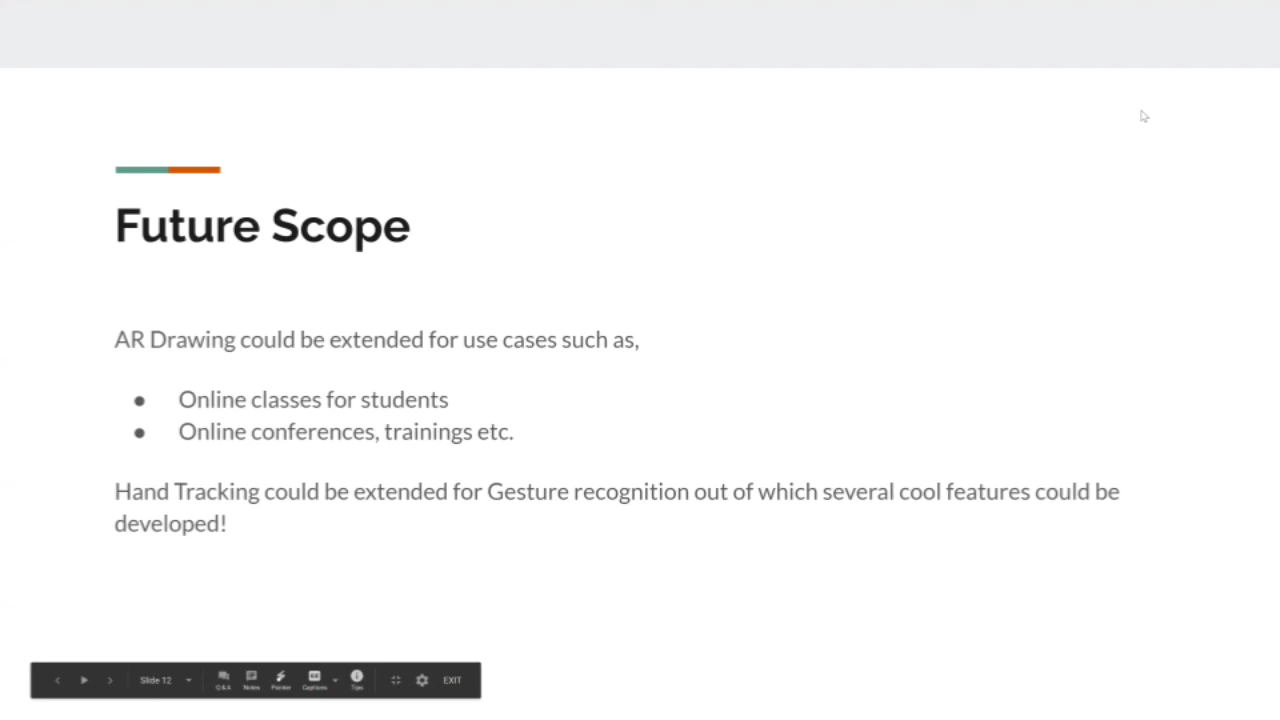 Future Scope
AR Drawing could be extended for use cases such as,
● Online classes for students
● Online conferences, trainings etc.
Hand Tracking could be extended for Gesture recognition out of which several cool features could be
developed!
Slide 12
Q&A Notes Pointer Captions Tips
EXIT